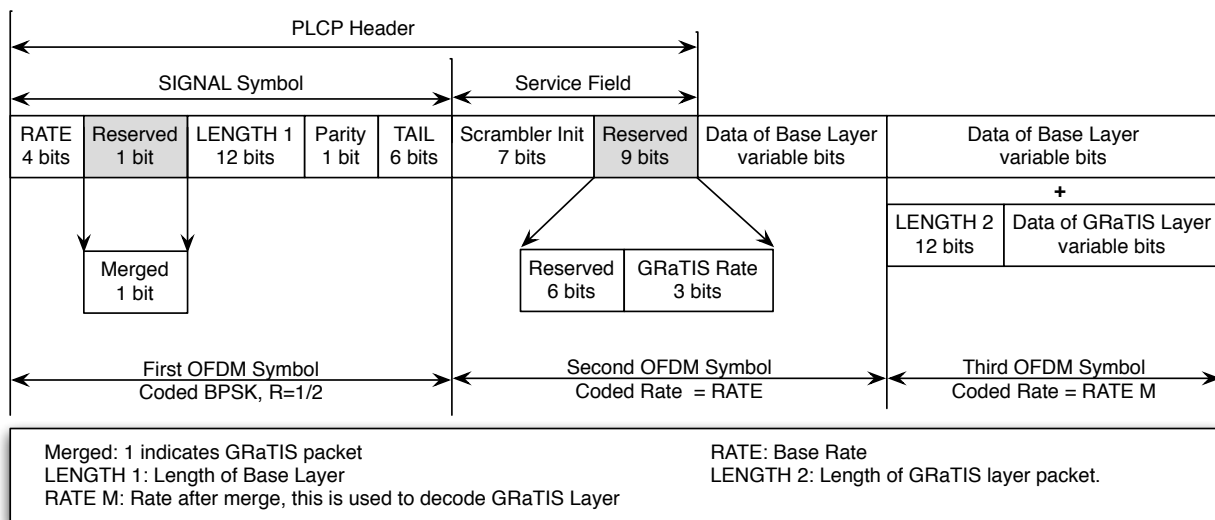 PLCP Header
SIGNAL Symbol
Service Field
RATE
4 bits
Reserved
1 bit
LENGTH 1
12 bits
Parity
1 bit
TAIL
6 bits
Scrambler Init
7 bits
Reserved
9 bits
Data of Base Layer
variable bits
Data of Base Layer
variable bits
+
LENGTH 2
12 bits
Data of GRaTIS Layer
variable bits
Merged
1 bit
Reserved
6 bits
GRaTIS Rate
3 bits
First OFDM Symbol
Coded BPSK, R=1/2
Second OFDM Symbol
Coded Rate = RATE
Third OFDM Symbol
Coded Rate = RATE M
Merged: 1 indicates GRaTIS packet
RATE: Base Rate
LENGTH 1: Length of Base Layer
LENGTH 2: Length of GRaTIS layer packet.
RATE M: Rate after merge, this is used to decode GRaTIS Layer